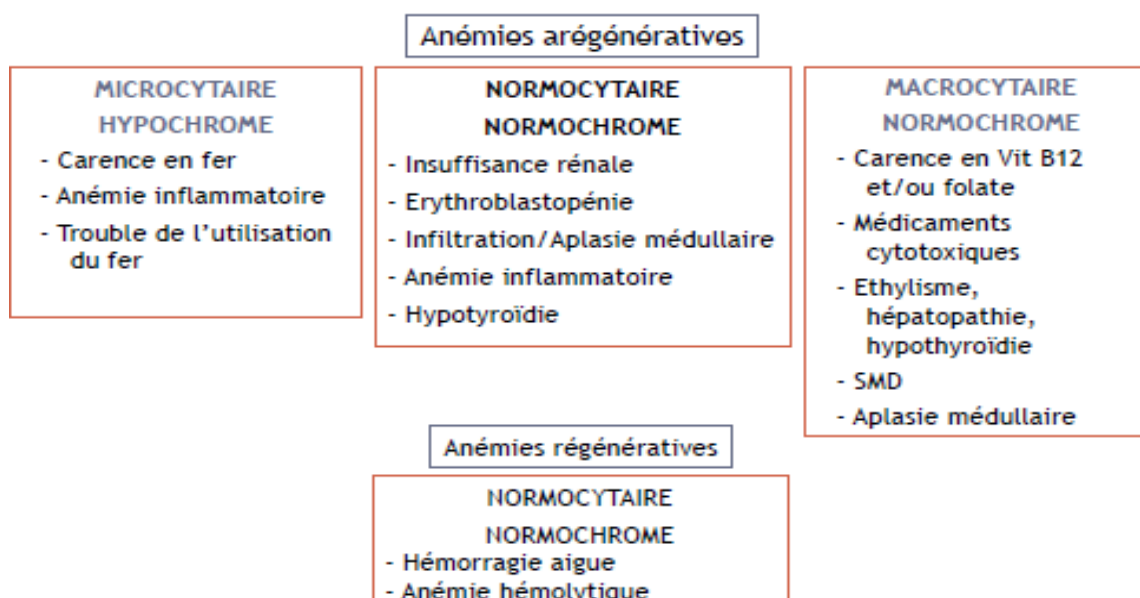 Anémies arégénératives
MICROCYTAIRE
HYPOCHROME
- Carence en fer
- Anémie inflammatoire
- Trouble de l'utilisation
du fer
NORMOCYTAIRE
NORMOCHROME
- Insuffisance rénale
- Erythroblastopénie
- Infiltration/Aplasie médullaire
- Anémie inflammatoire
- Hypotyroïdie
MACROCYTAIRE
NORMOCHROME
- Carence en Vit B12
et/ou folate
- Médicaments
cytotoxiques
- Ethylisme,
hépatopathie,
hypothyroïdie
- SMD
- Aplasie médullaire
Anémies régénératives
NORMOCYTAIRE
NORMOCHROME
- Hémorragie aigue
- Anémie hémolytique